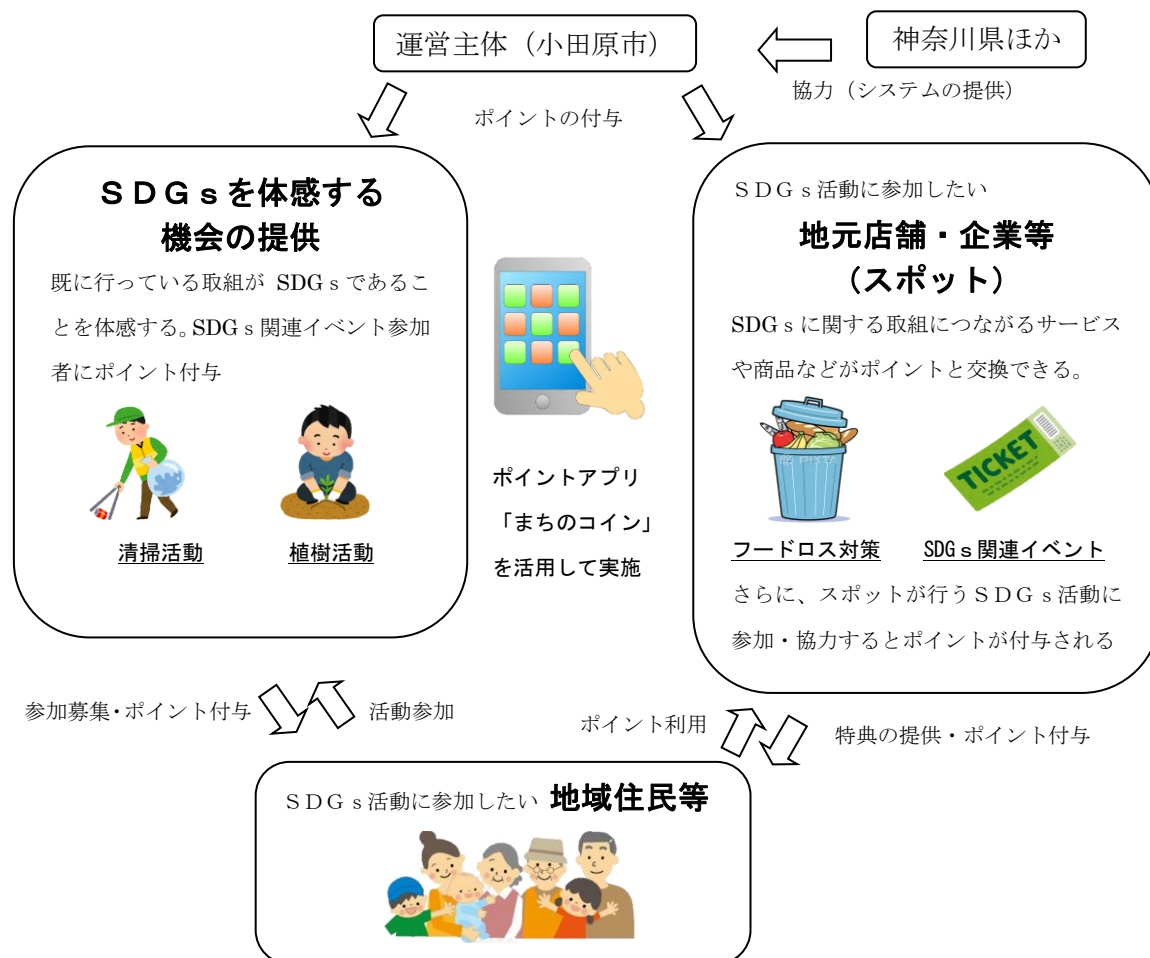 運営主体（小田原市）
神奈川県ほか
協力（システムの提供）
ポイントの付与
ＳＤＧｓを体感する
機会の提供
既に行っている取組が SDGｓであるこ
とを体感する。SDGｓ関連イベント参加
者にポイント付与
清掃活動
植樹活動
ポイントアプリ
「まちのコイン」
を活用して実施
ＳＤＧｓ活動に参加したい
地元店舗・企業等
（スポット）
SDGｓに関する取組につながるサービス
や商品などがポイントと交換できる。
PIXTA
TICKET
フードロス対策
SDGｓ関連イベント
さらに、スポットが行うＳＤＧｓ活動に
参加・協力するとポイントが付与される
参加募集・ポイント付与
活動参加
ポイント利用
特典の提供・ポイント付与
ＳＤＧｓ活動に参加したい 地域住民等